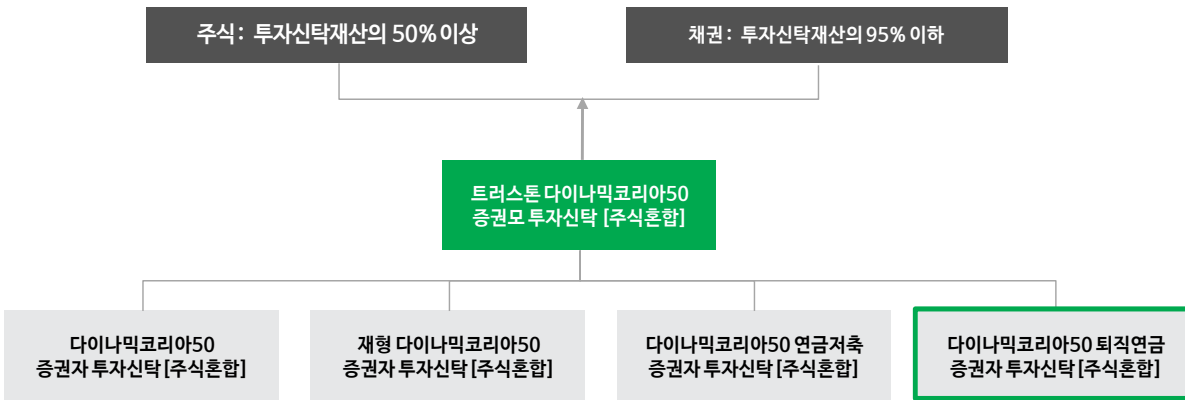 주식: 투자신탁재산의 50%이상
채권: 투자신탁재산의 95% 이하
트러스톤 다이나믹코리아50
증권모 투자신탁 [주식혼합]
다이나믹코리아50
증권자 투자신탁 [주식혼합]
재형 다이나믹코리아50
증권자 투자신탁 [주식혼합]
다이나믹코리아50 연금저축
증권자 투자신탁 [주식혼합]
다이나믹코리아50 퇴직연금
증권자 투자신탁 [주식혼합]